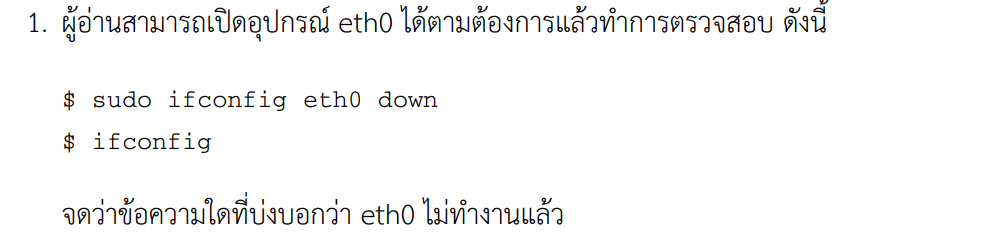 1. ผู้อ่านสามารถเปิดอุปกรณ์ eth0 ได้ตามต้องการแล้วทำการตรวจสอบ ดังนี้
$ sudo ifconfig eth0 down
$ ifconfig
จดว่าข้อความใดที่บ่งบอกว่า eth0 ไม่ทำงานแล้ว